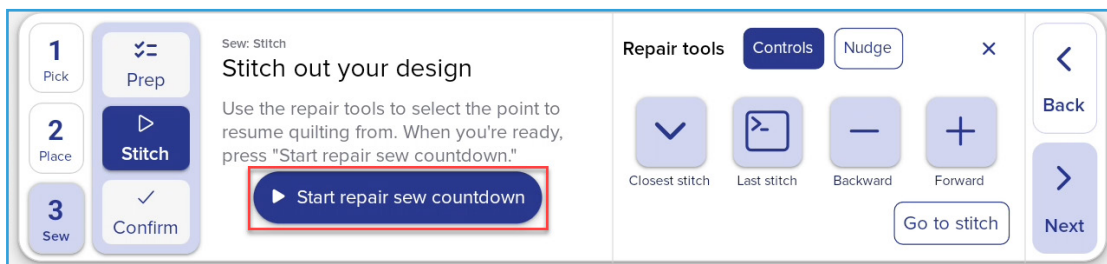 1
Pick
2
Place
3
Sew
Prep
Stitch
Confirm
Sew: Stitch
Stitch out your design
Use the repair tools to select the point to
resume quilting from. When you're ready,
press "Start repair sew countdown."
Start repair sew countdown
Repair tools
Controls
Nudge
Closest stitch
Last stitch
Backward
Forward
Go to stitch
Back
Next